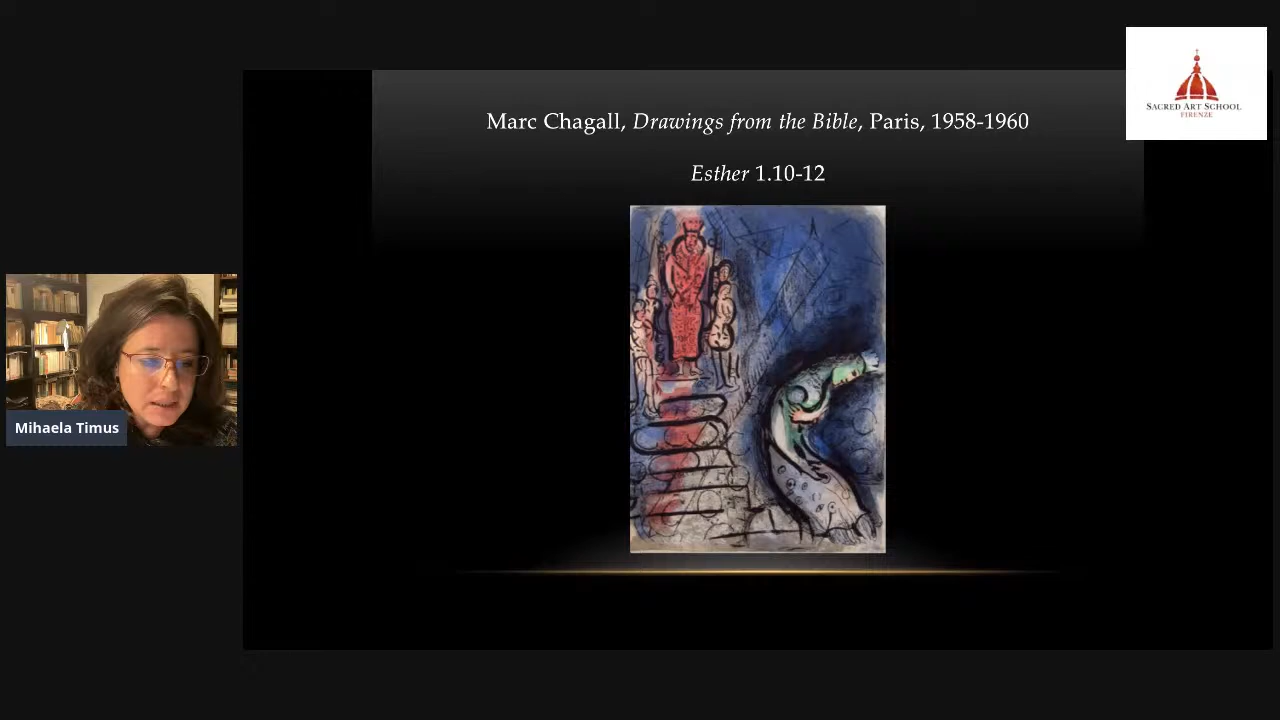 Marc Chagall, Drawings from the Bible, Paris, 1958-1960
Esther 1.10-12
SACRED ART SCHOOL
FIRENZE
Mihaela Timus